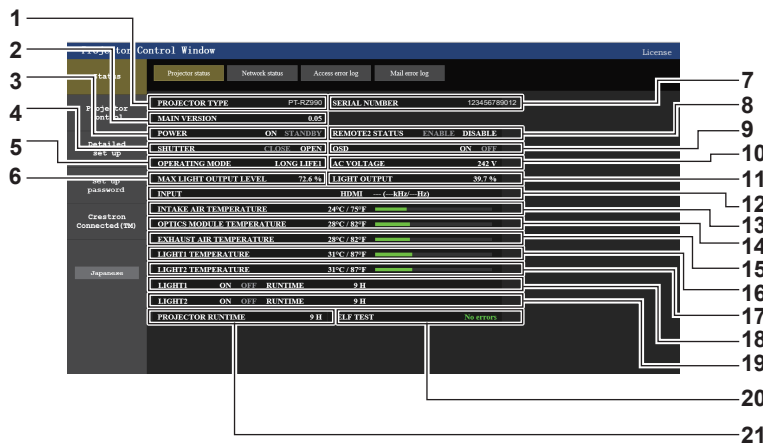 Projector Control Window License
Status
Projector status Network status Access error log Mail error log
Projector
control
Detailed
set up
Set up
password
Crestron
Connected(TM)
Japanese
PROJECTOR TYPE PT-RZ990 SERIAL NUMBER 123456789012
MAIN VERSION 0.05
POWER ON STANDBY REMOTE2 STATUS ENABLE DISABLE
SHUTTER CLOSE OPEN OSD ON OFF
OPERATING MODE LONG LIFE1 AC VOLTAGE 242 V
MAX LIGHT OUTPUT LEVEL 72.6 % LIGHT OUTPUT 39.7 %
INPUT HDMI --- (---kHz/---Hz)
INTAKE AIR TEMPERATURE 24°C / 75°F
OPTICS MODULE TEMPERATURE 28°C / 82°F
EXHAUST AIR TEMPERATURE 28°C / 82°F
LIGHT1 TEMPERATURE 31°C / 87°F
LIGHT2 TEMPERATURE 31°C / 87°F
LIGHT1 ON OFF RUNTIME 9 H
LIGHT2 ON OFF RUNTIME 9 H
PROJECTOR RUNTIME 9 H SELF TEST No errors
1
2
3
4
5
6
7
8
9
10
11
12
13
14
15
16
17
18
19
20
21